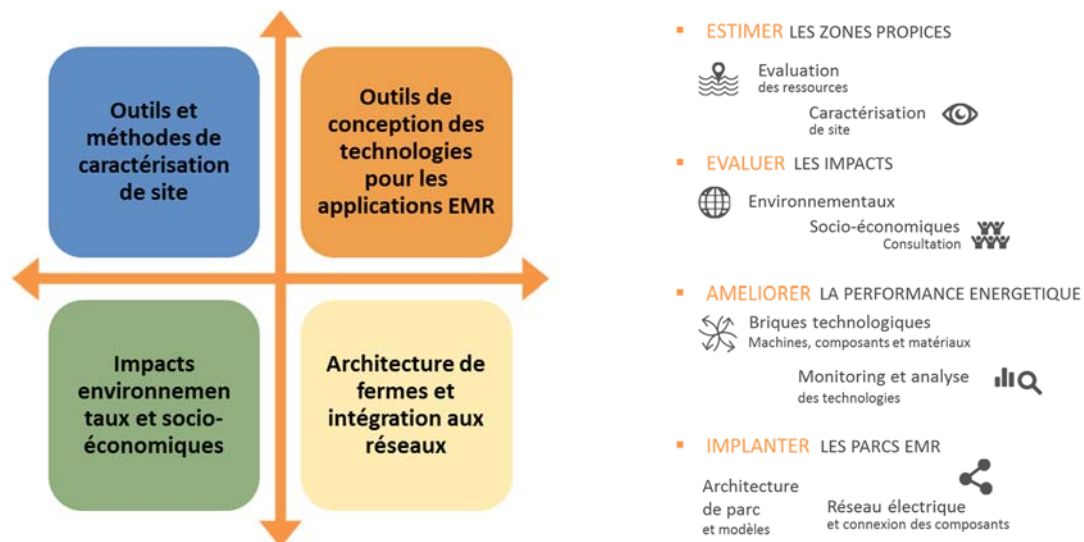 Outils et
méthodes de
caractérisation
de site
Outils de
conception des
technologies
pour les
applications EMR
Impacts
environnemen
taux et socio-
économiques
Architecture de
fermes et
intégration aux
réseaux
▪ ESTIMER LES ZONES PROPICES
Evaluation
des ressources
Caractérisation
de site
▪ EVALUER LES IMPACTS
Environnementaux
Socio-économiques
Consultation
▪ AMELIORER LA PERFORMANCE ENERGETIQUE
Briques technologiques
Machines, composants et matériaux
Monitoring et analyse
des technologies
▪ IMPLANTER LES PARCS EMR
Architecture
de parc
et modèles
Réseau électrique
et connexion des composants